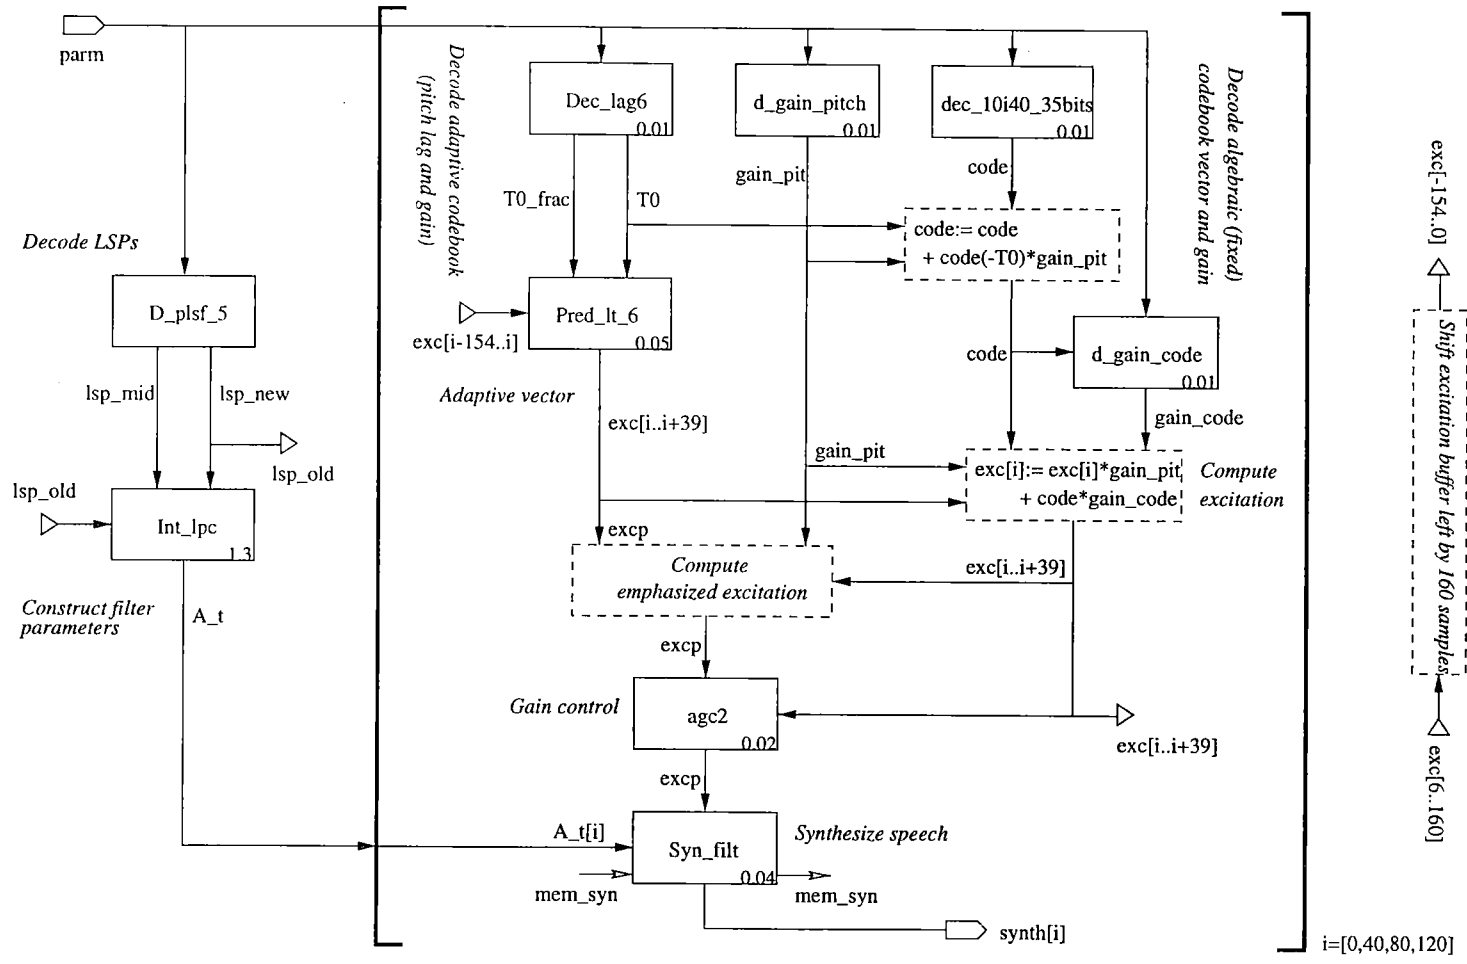 parm
Decode LSPs
D_plsf_5
lsp_mid
lsp_new
lsp_old
lsp_old
Int_lpc
1.3
Construct filter
parameters
A_t
Decode adaptive codebook
(pitch lag and gain)
Dec_lag6
0.01
d_gain_pitch
0.01
dec_10i40_35bits
0.01
Decode algebraic (fixed)
codebook vector and gain
T0_frac
T0
gain_pit
code
code:= code
+ code(-T0)*gain_pit
exc[i-154..i]
Pred_lt_6
0.05
code
d_gain_code
0.01
Adaptive vector
exc[i..i+39]
gain_code
gain_pit
exc[i]:= exc[i]*gain_pit
+ code*gain_code
Compute
excitation
excp
Compute
emphasized excitation
exc[i..i+39]
excp
Gain control
agc2
0.02
exc[i..i+39]
excp
A_t[i]
Syn_filt
0.04
Synthesize speech
mem_syn
mem_syn
synth[i]
i=[0,40,80,120]
exc[-154..0]
Shift excitation buffer left by 160 samples
exc[6..160]